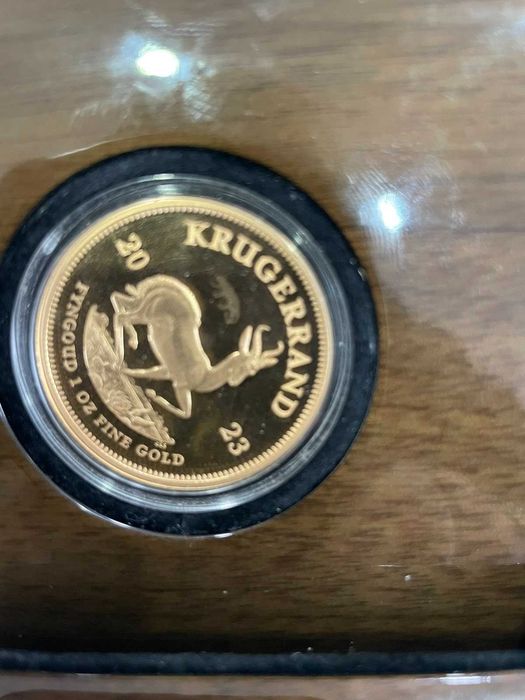 KRUGERRAND
20 23
FYNGOUD 1 OZ FINE GOLD